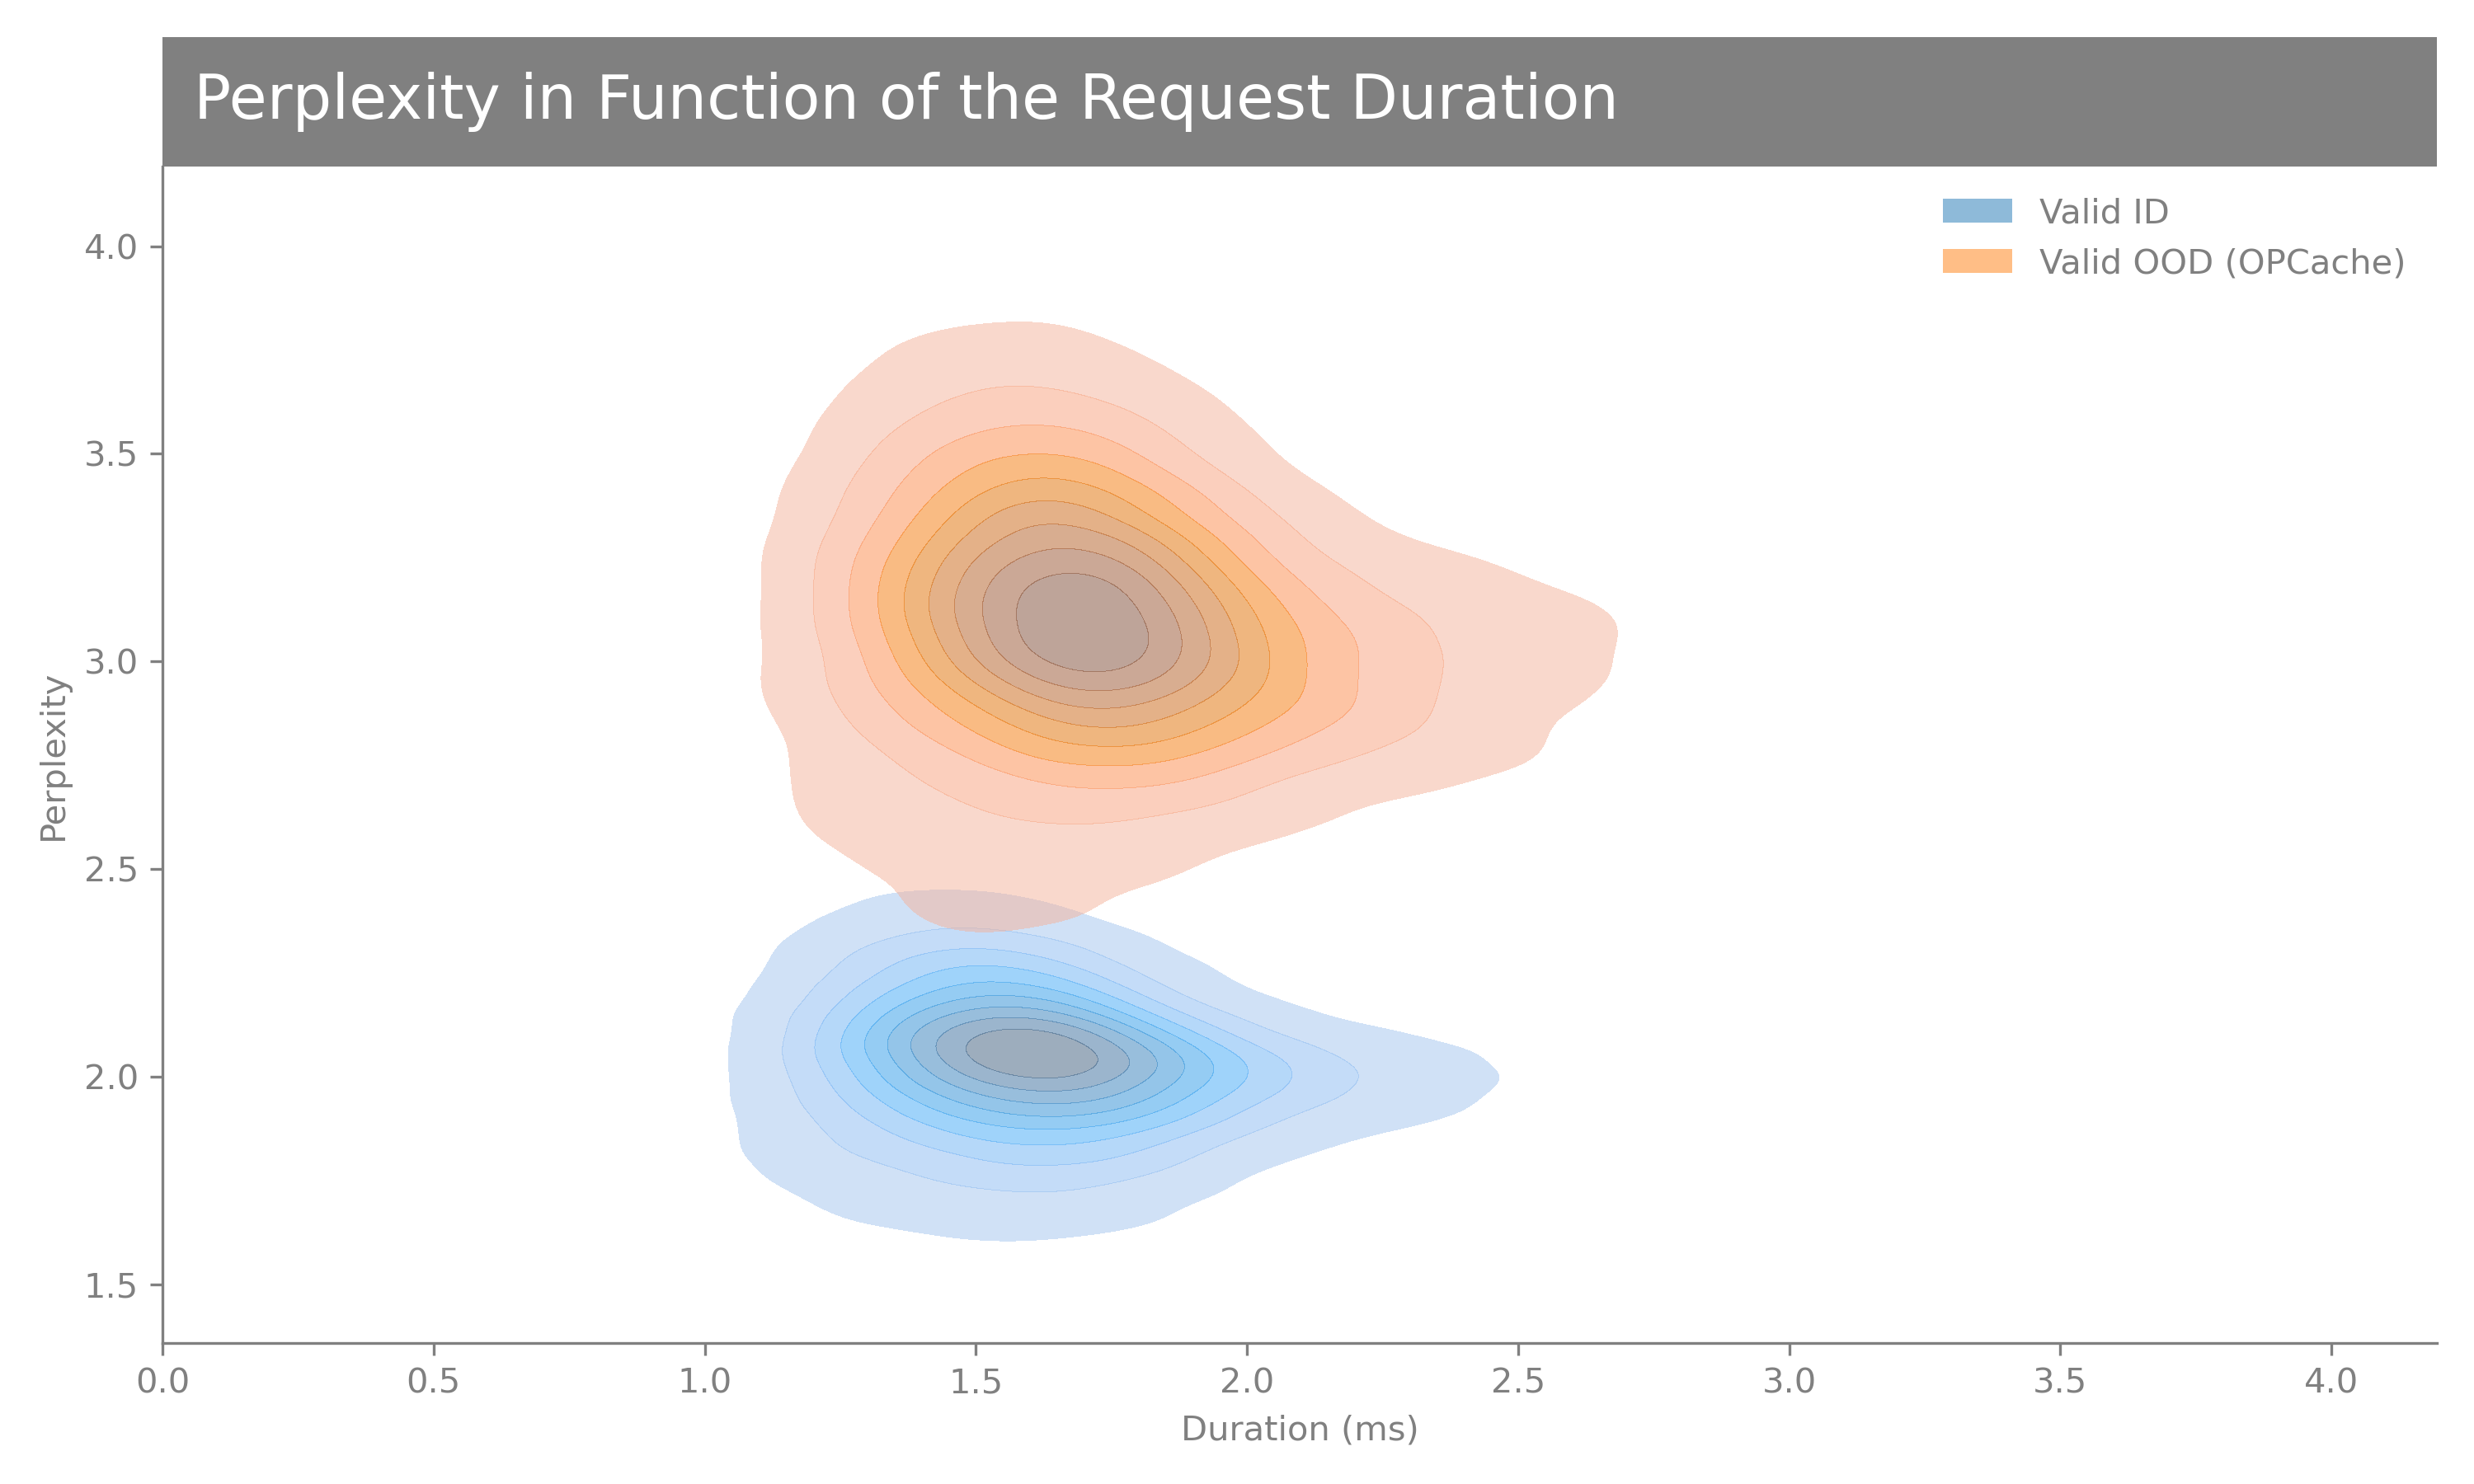 Perplexity in Function of the Request Duration
Valid ID
Valid OOD (OPCache)
Perplexity
4.0
3.5
3.0
2.5
2.0
1.5
0.0 0.5 1.0 1.5 2.0 2.5 3.0 3.5 4.0
Duration (ms)